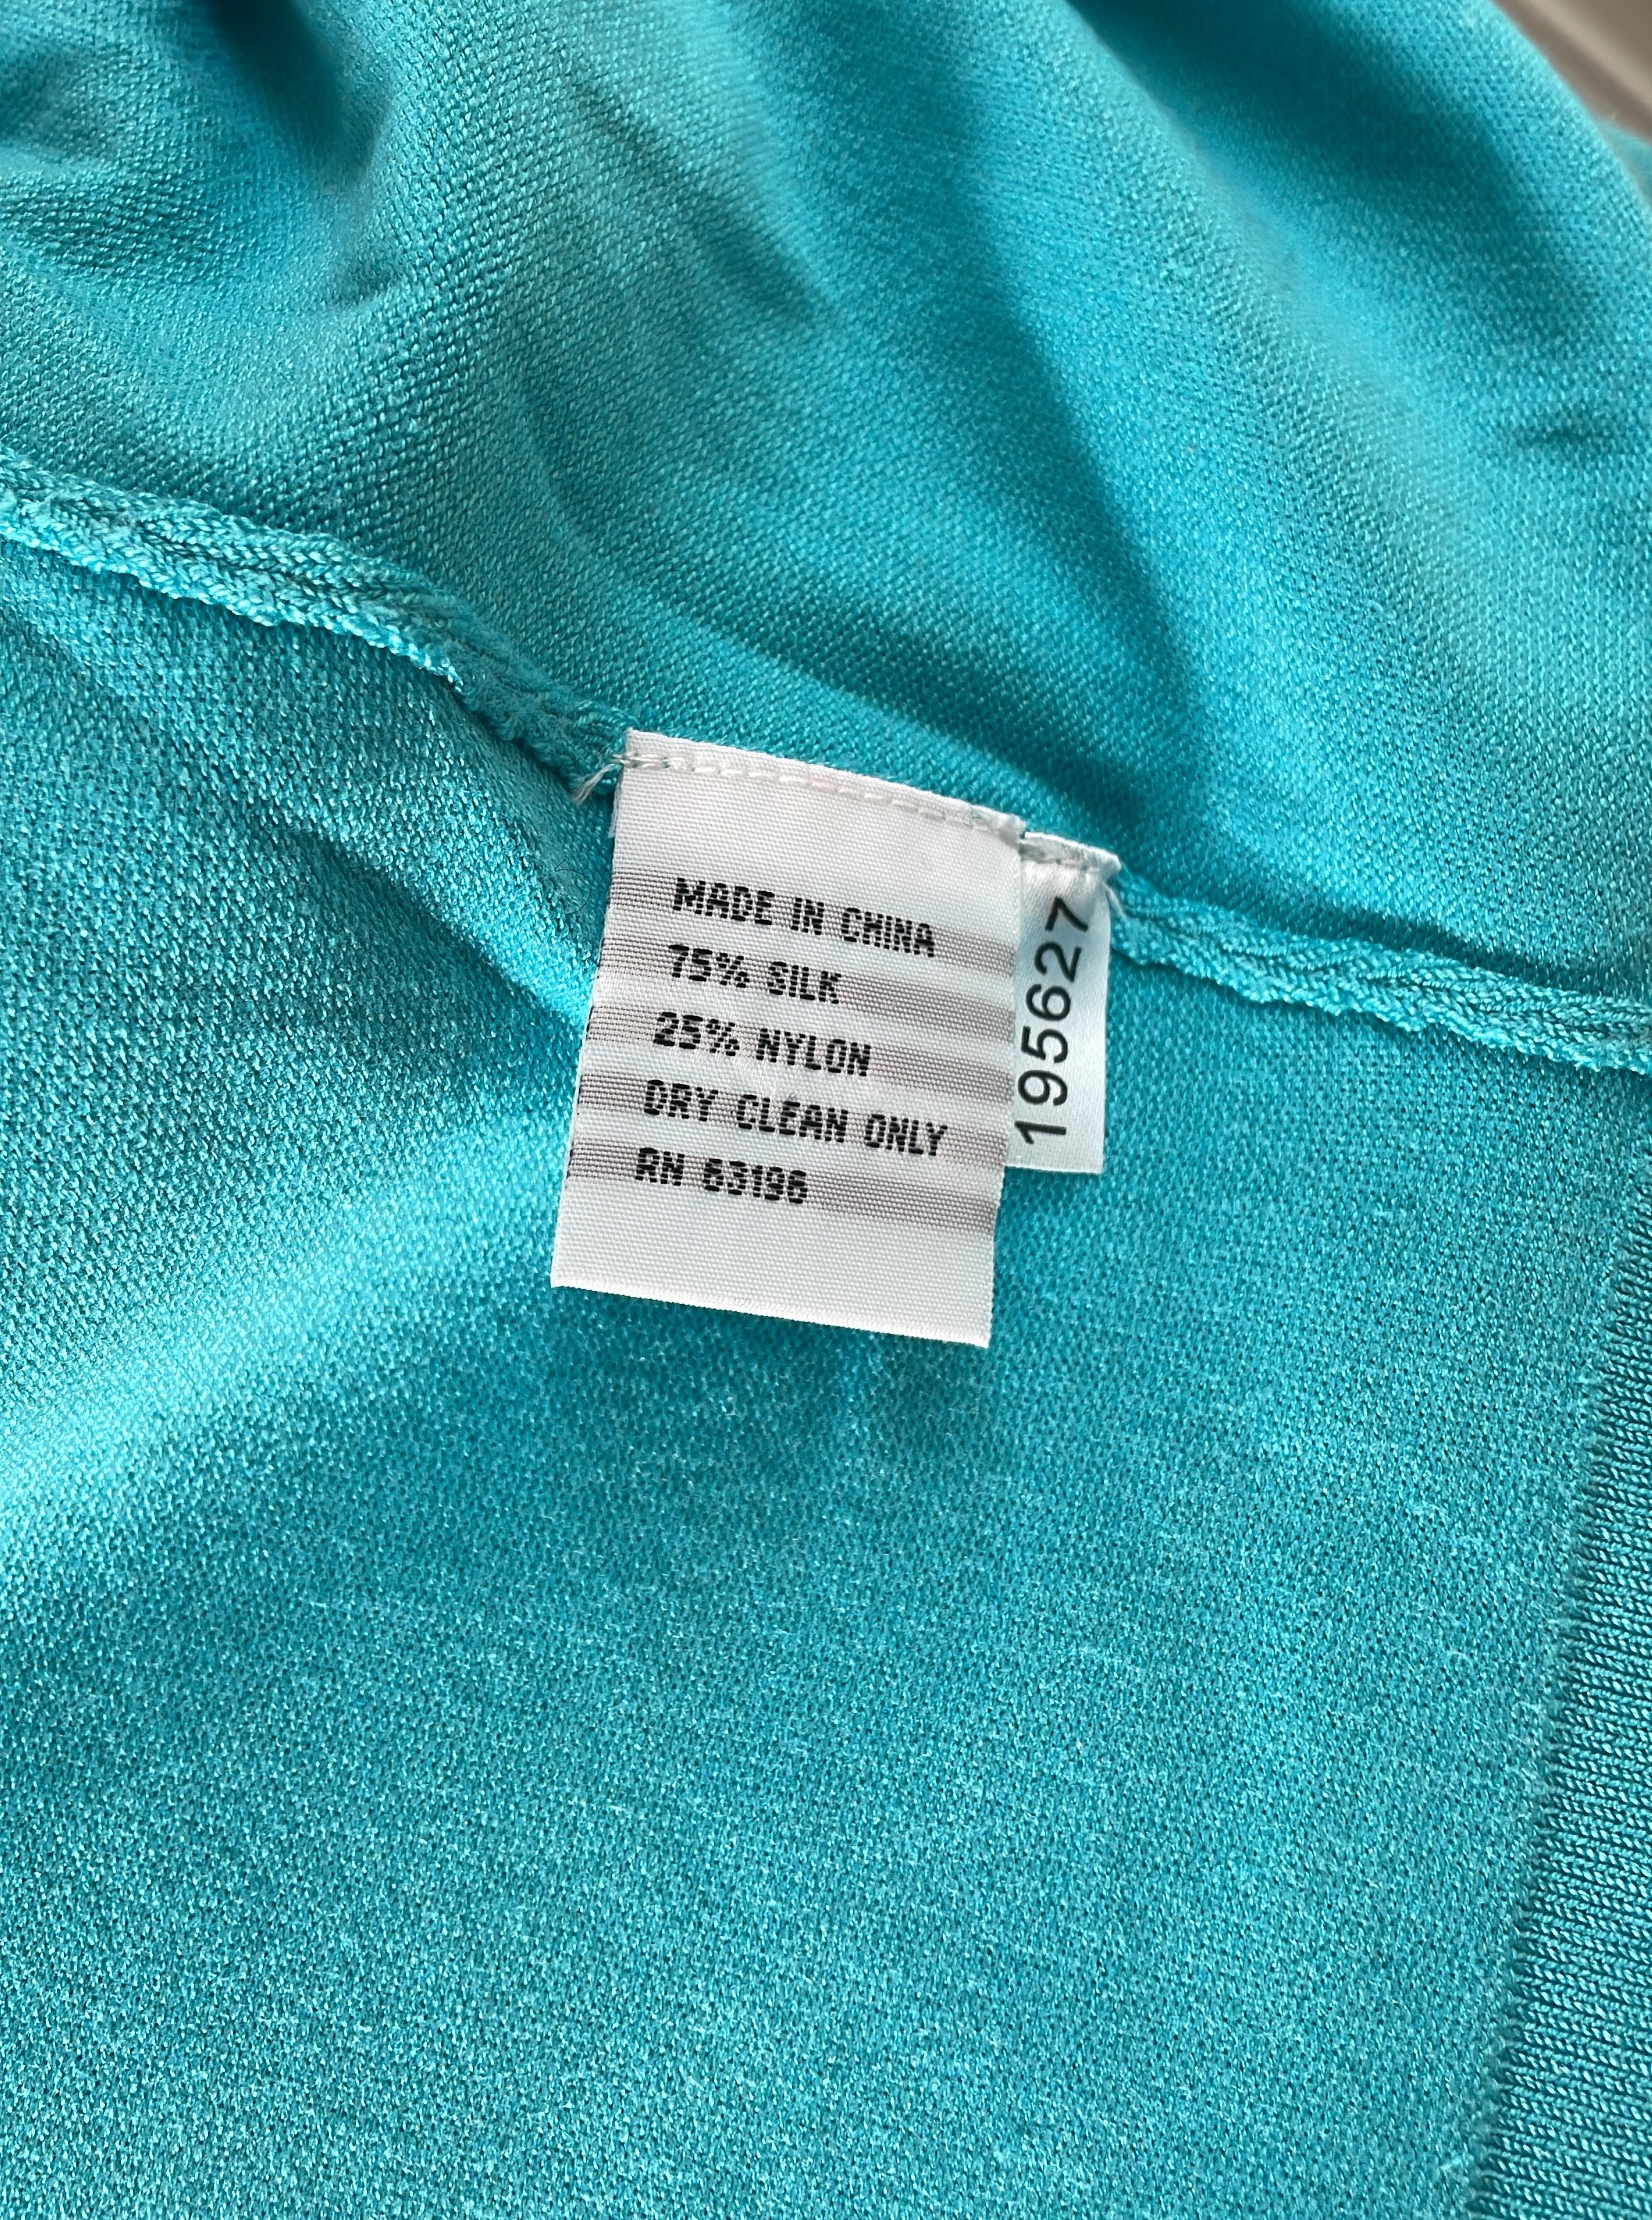 MADE IN CHINA
75% SILK
25% NYLON
DRY CLEAN ONLY
RN 63196
195627